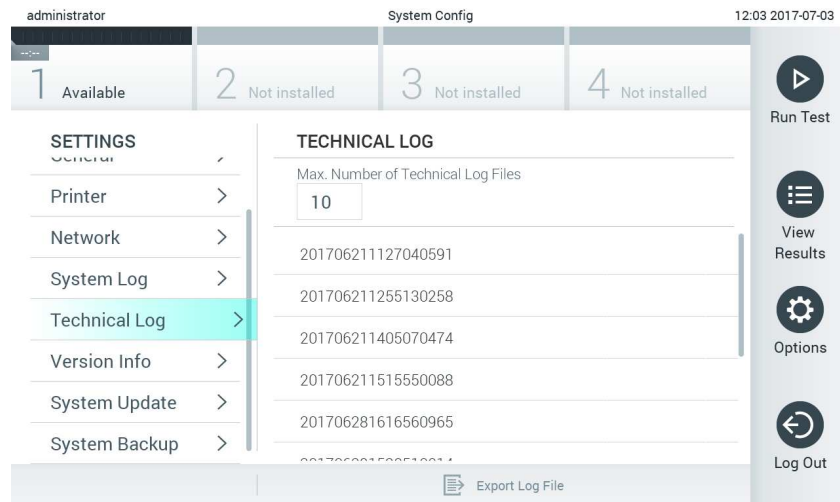 administrator
System Config
12:03 2017-07-03
--:--
1 Available
2 Not installed
3 Not installed
4 Not installed
Run Test
View Results
Options
Log Out
SETTINGS
General
Printer
Network
System Log
Technical Log
Version Info
System Update
System Backup
TECHNICAL LOG
Max. Number of Technical Log Files
10
201706211127040591
201706211255130258
201706211405070474
201706211515550088
201706281616560965
Export Log File